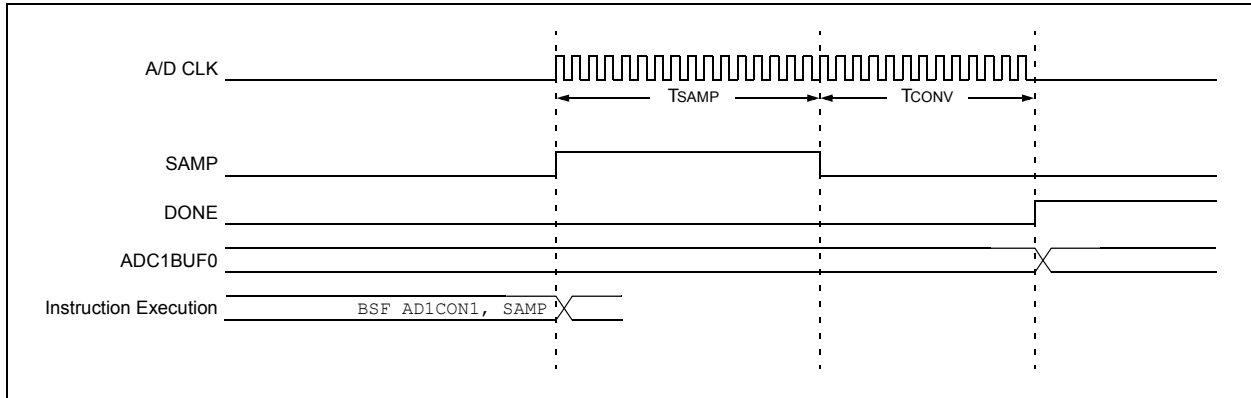 A/D CLK
TSAMP
TCONV
SAMP
DONE
ADC1BUF0
Instruction Execution
BSF AD1CON1, SAMP